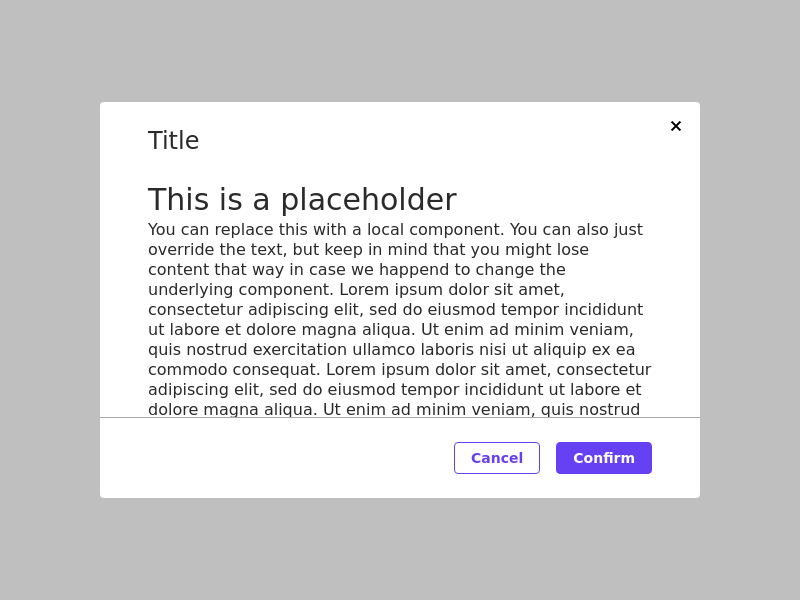 Title
×
This is a placeholder
You can replace this with a local component. You can also just
override the text, but keep in mind that you might lose
content that way in case we happend to change the
underlying component. Lorem ipsum dolor sit amet,
consectetur adipiscing elit, sed do eiusmod tempor incididunt
ut labore et dolore magna aliqua. Ut enim ad minim veniam,
quis nostrud exercitation ullamco laboris nisi ut aliquip ex ea
commodo consequat. Lorem ipsum dolor sit amet, consectetur
adipiscing elit, sed do eiusmod tempor incididunt ut labore et
dolore magna aliqua. Ut enim ad minim veniam, quis nostrud
Cancel
Confirm